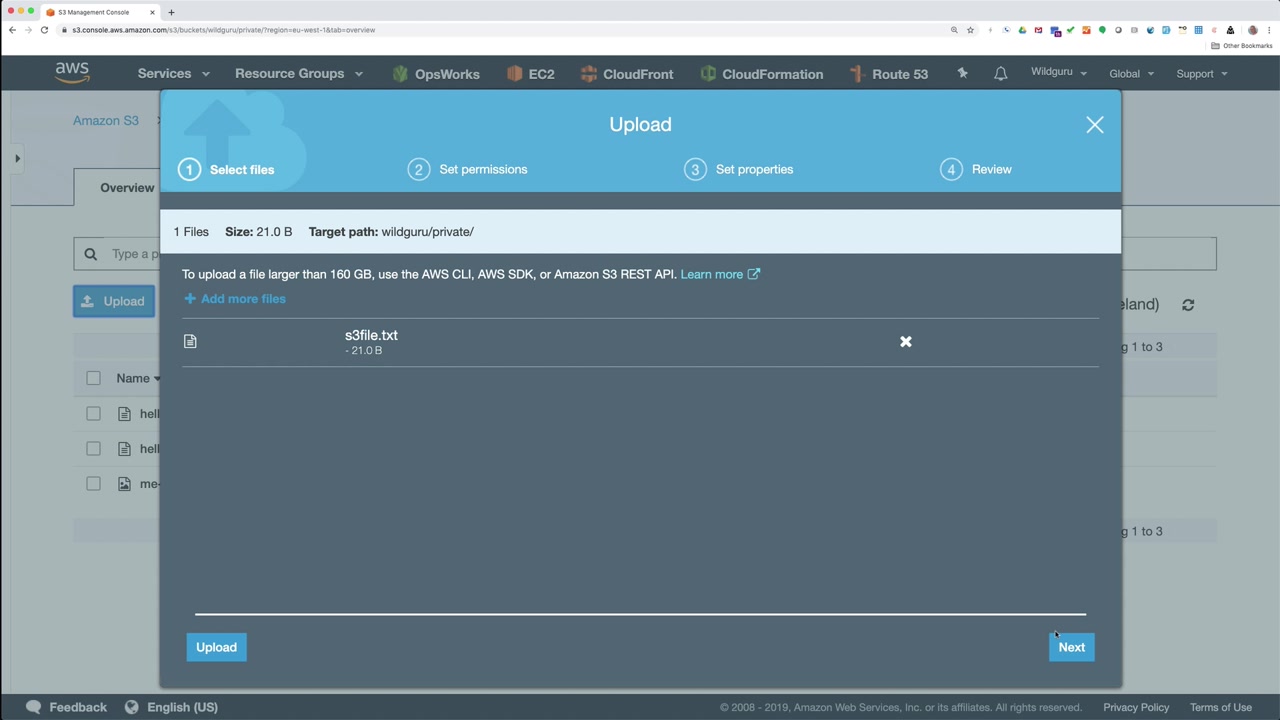 S3 Management Console
s3.console.aws.amazon.com/s3/buckets/wildguru/private/?region=eu-west-1&tab=overview
Other Bookmarks
aws Services Resource Groups OpsWorks EC2 CloudFront CloudFormation Route 53 Wildguru Global Support
Amazon S3
Upload
1 Select files 2 Set permissions 3 Set properties 4 Review
Overview
1 Files Size: 21.0 B Target path: wildguru/private/
Type a p
To upload a file larger than 160 GB, use the AWS CLI, AWS SDK, or Amazon S3 REST API. Learn more
Add more files
Upload
eland)
s3file.txt
- 21.0 B
g 1 to 3
Name
hell
hell
me-
g 1 to 3
Upload Next
Feedback English (US) © 2008 - 2019, Amazon Web Services, Inc. or its affiliates. All rights reserved. Privacy Policy Terms of Use